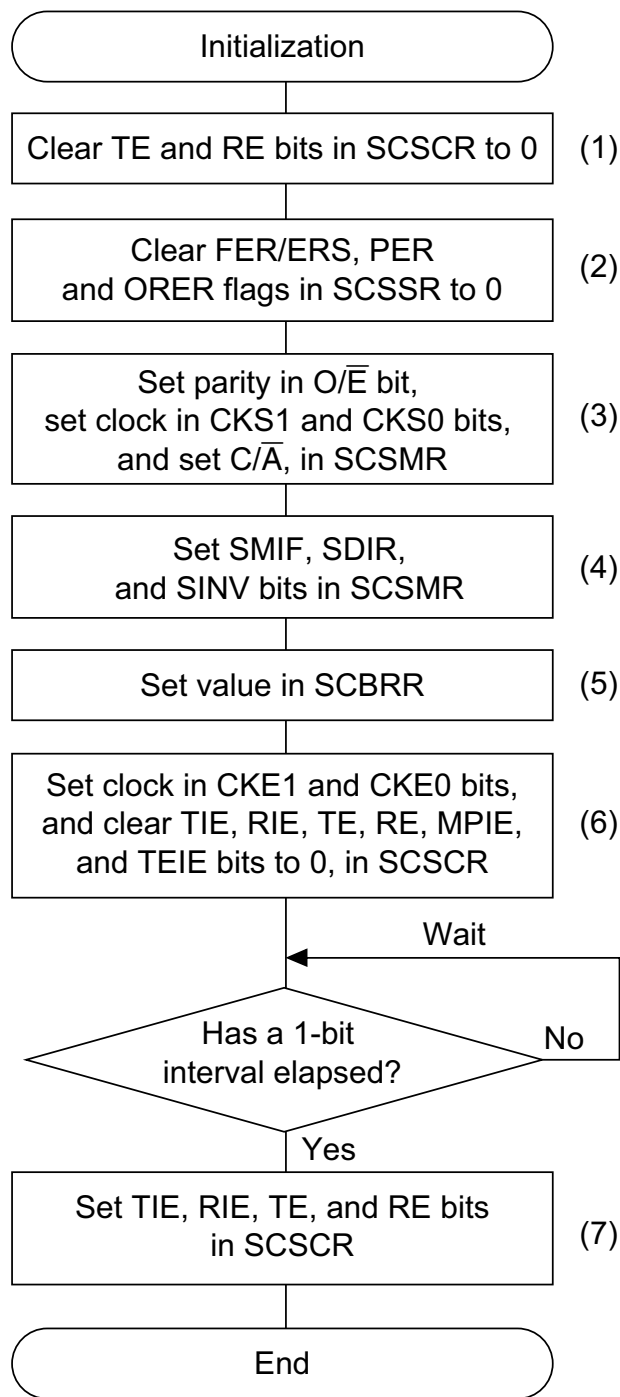 Initialization
Clear TE and RE bits in SCSCR to 0 (1)
Clear FER/ERS, PER
and ORER flags in SCSSR to 0
(2)
Set parity in O/E̅ bit,
set clock in CKS1 and CKS0 bits,
and set C/A̅, in SCSMR
(3)
Set SMIF, SDIR,
and SINV bits in SCSMR
(4)
Set value in SCBRR (5)
Set clock in CKE1 and CKE0 bits,
and clear TIE, RIE, TE, RE, MPIE,
and TEIE bits to 0, in SCSCR
(6)
Wait
Has a 1-bit
interval elapsed?
No
Yes
Set TIE, RIE, TE, and RE bits
in SCSCR
(7)
End